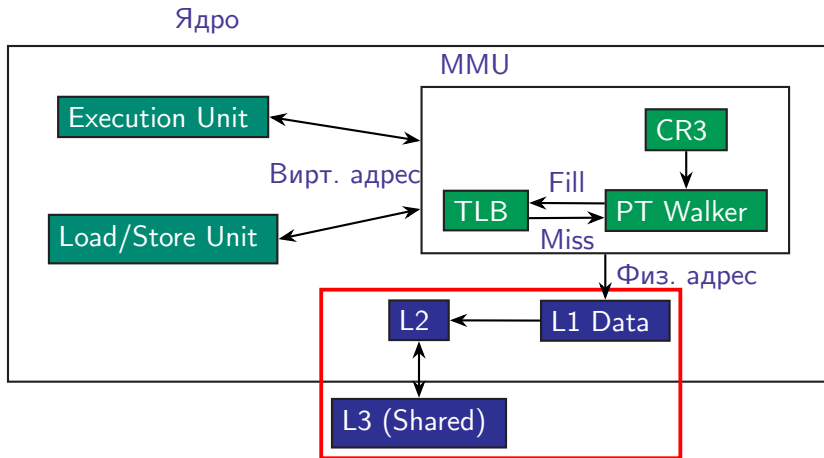 Ядро
MMU
Execution Unit
CR3
Вирт. адрес
Fill
TLB
PT Walker
Load/Store Unit
Miss
Физ. адрес
L2
L1 Data
L3 (Shared)